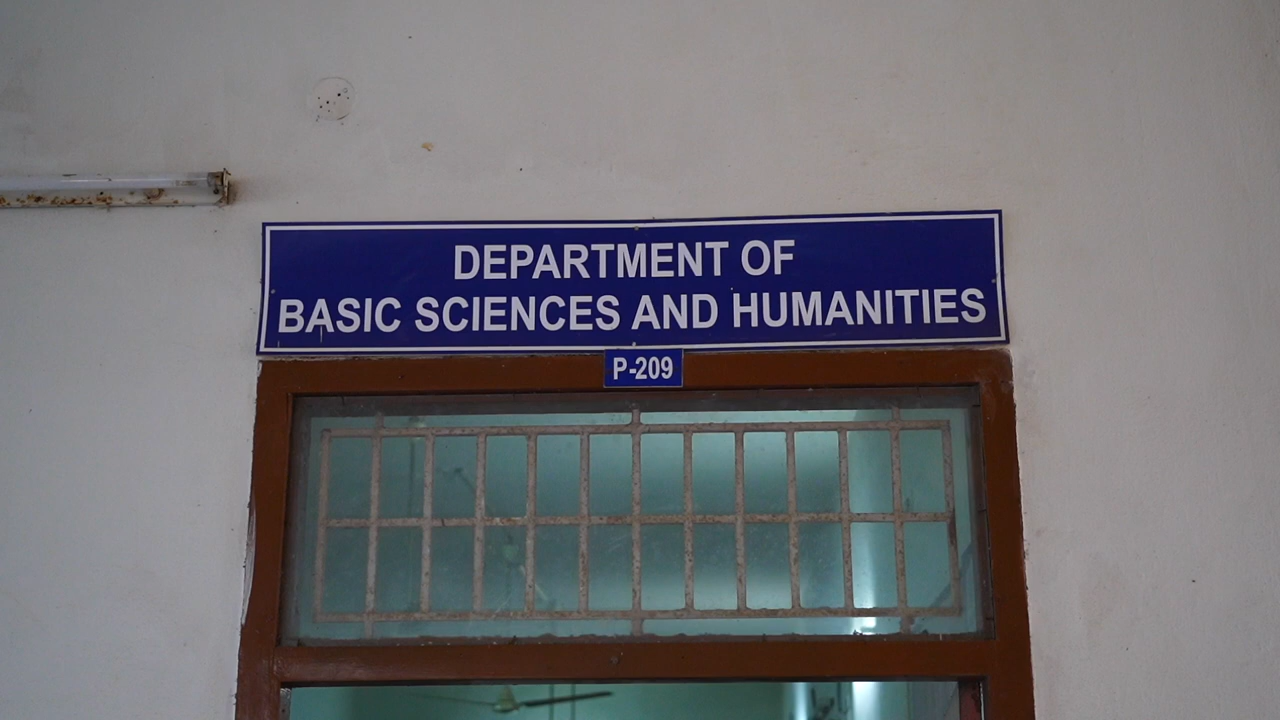 DEPARTMENT OF
BASIC SCIENCES AND HUMANITIES
P-209